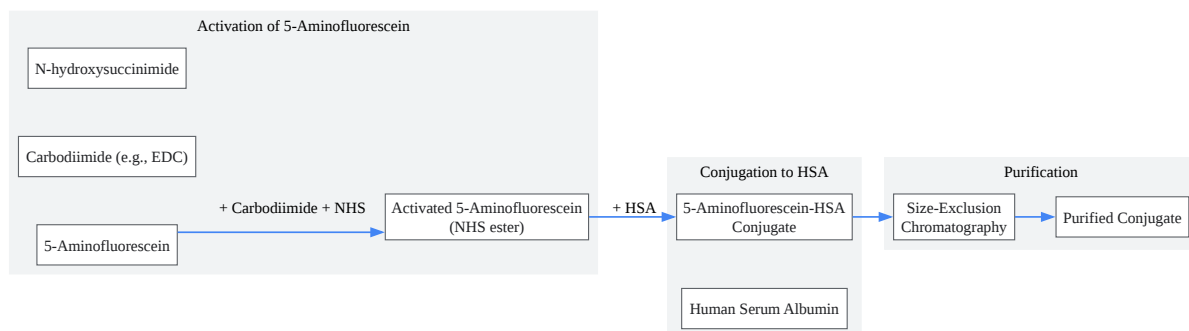 Activation of 5-Aminofluorescein
N-hydroxysuccinimide
Carbodiimide (e.g., EDC)
5-Aminofluorescein
+ Carbodiimide + NHS
Activated 5-Aminofluorescein
(NHS ester)
+ HSA
Conjugation to HSA
5-Aminofluorescein-HSA
Conjugate
Human Serum Albumin
Purification
Size-Exclusion
Chromatography
Purified Conjugate